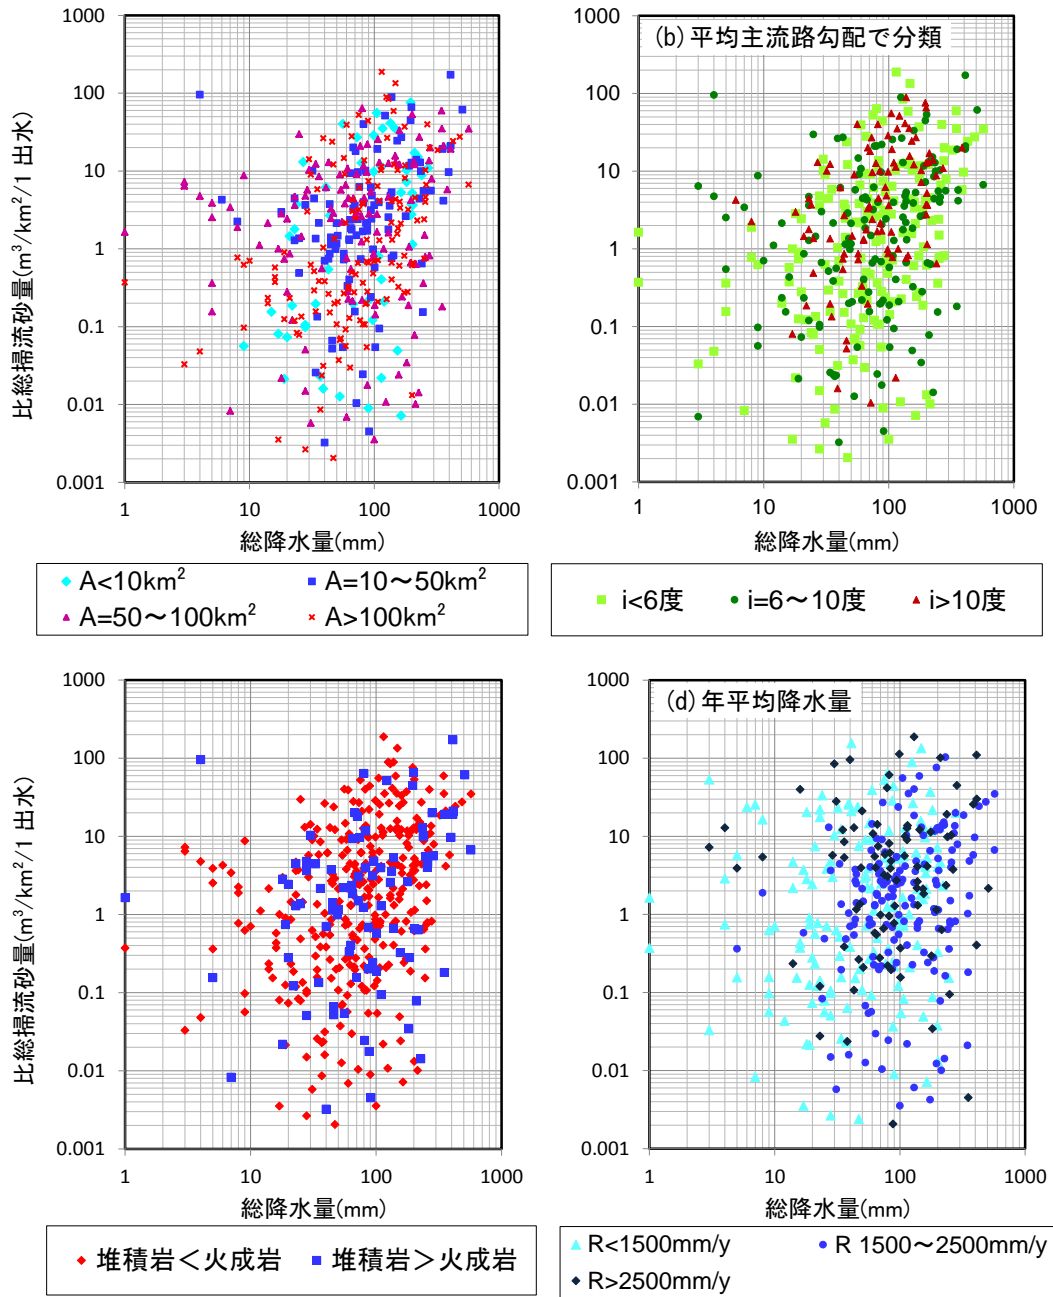 1000
100
10
1
0.1
0.01
0.001
1
10
100
1000
比総掃流砂量(m³/km²/1 出水)
総降水量(mm)
A<10km²
A=10～50km²
A=50～100km²
A>100km²
(b) 平均主流路勾配で分類
1000
100
10
1
0.1
0.01
0.001
1
10
100
1000
総降水量(mm)
i<6度
i=6～10度
i>10度
1000
100
10
1
0.1
0.01
0.001
1
10
100
1000
比総掃流砂量(m³/km²/1 出水)
総降水量(mm)
堆積岩＜火成岩
堆積岩＞火成岩
(d) 年平均降水量
1000
100
10
1
0.1
0.01
0.001
1
10
100
1000
総降水量(mm)
R<1500mm/y
R 1500～2500mm/y
R>2500mm/y